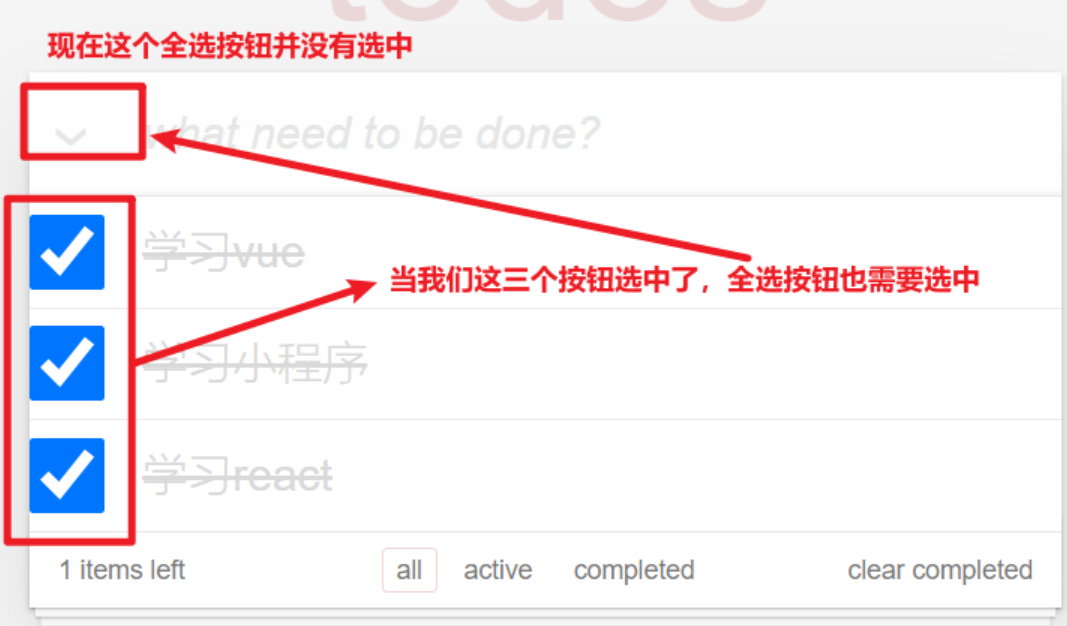 todos
现在这个全选按钮并没有选中
what need to be done?
学习vue
当我们这三个按钮选中了，全选按钮也需要选中
学习小程序
学习react
1 items left all active completed clear completed